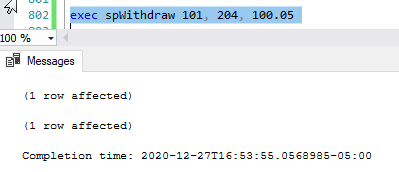 802
exec spWithdraw 101, 204, 100.05
100 %
Messages
(1 row affected)
(1 row affected)
Completion time: 2020-12-27T16:53:55.0568985-05:00